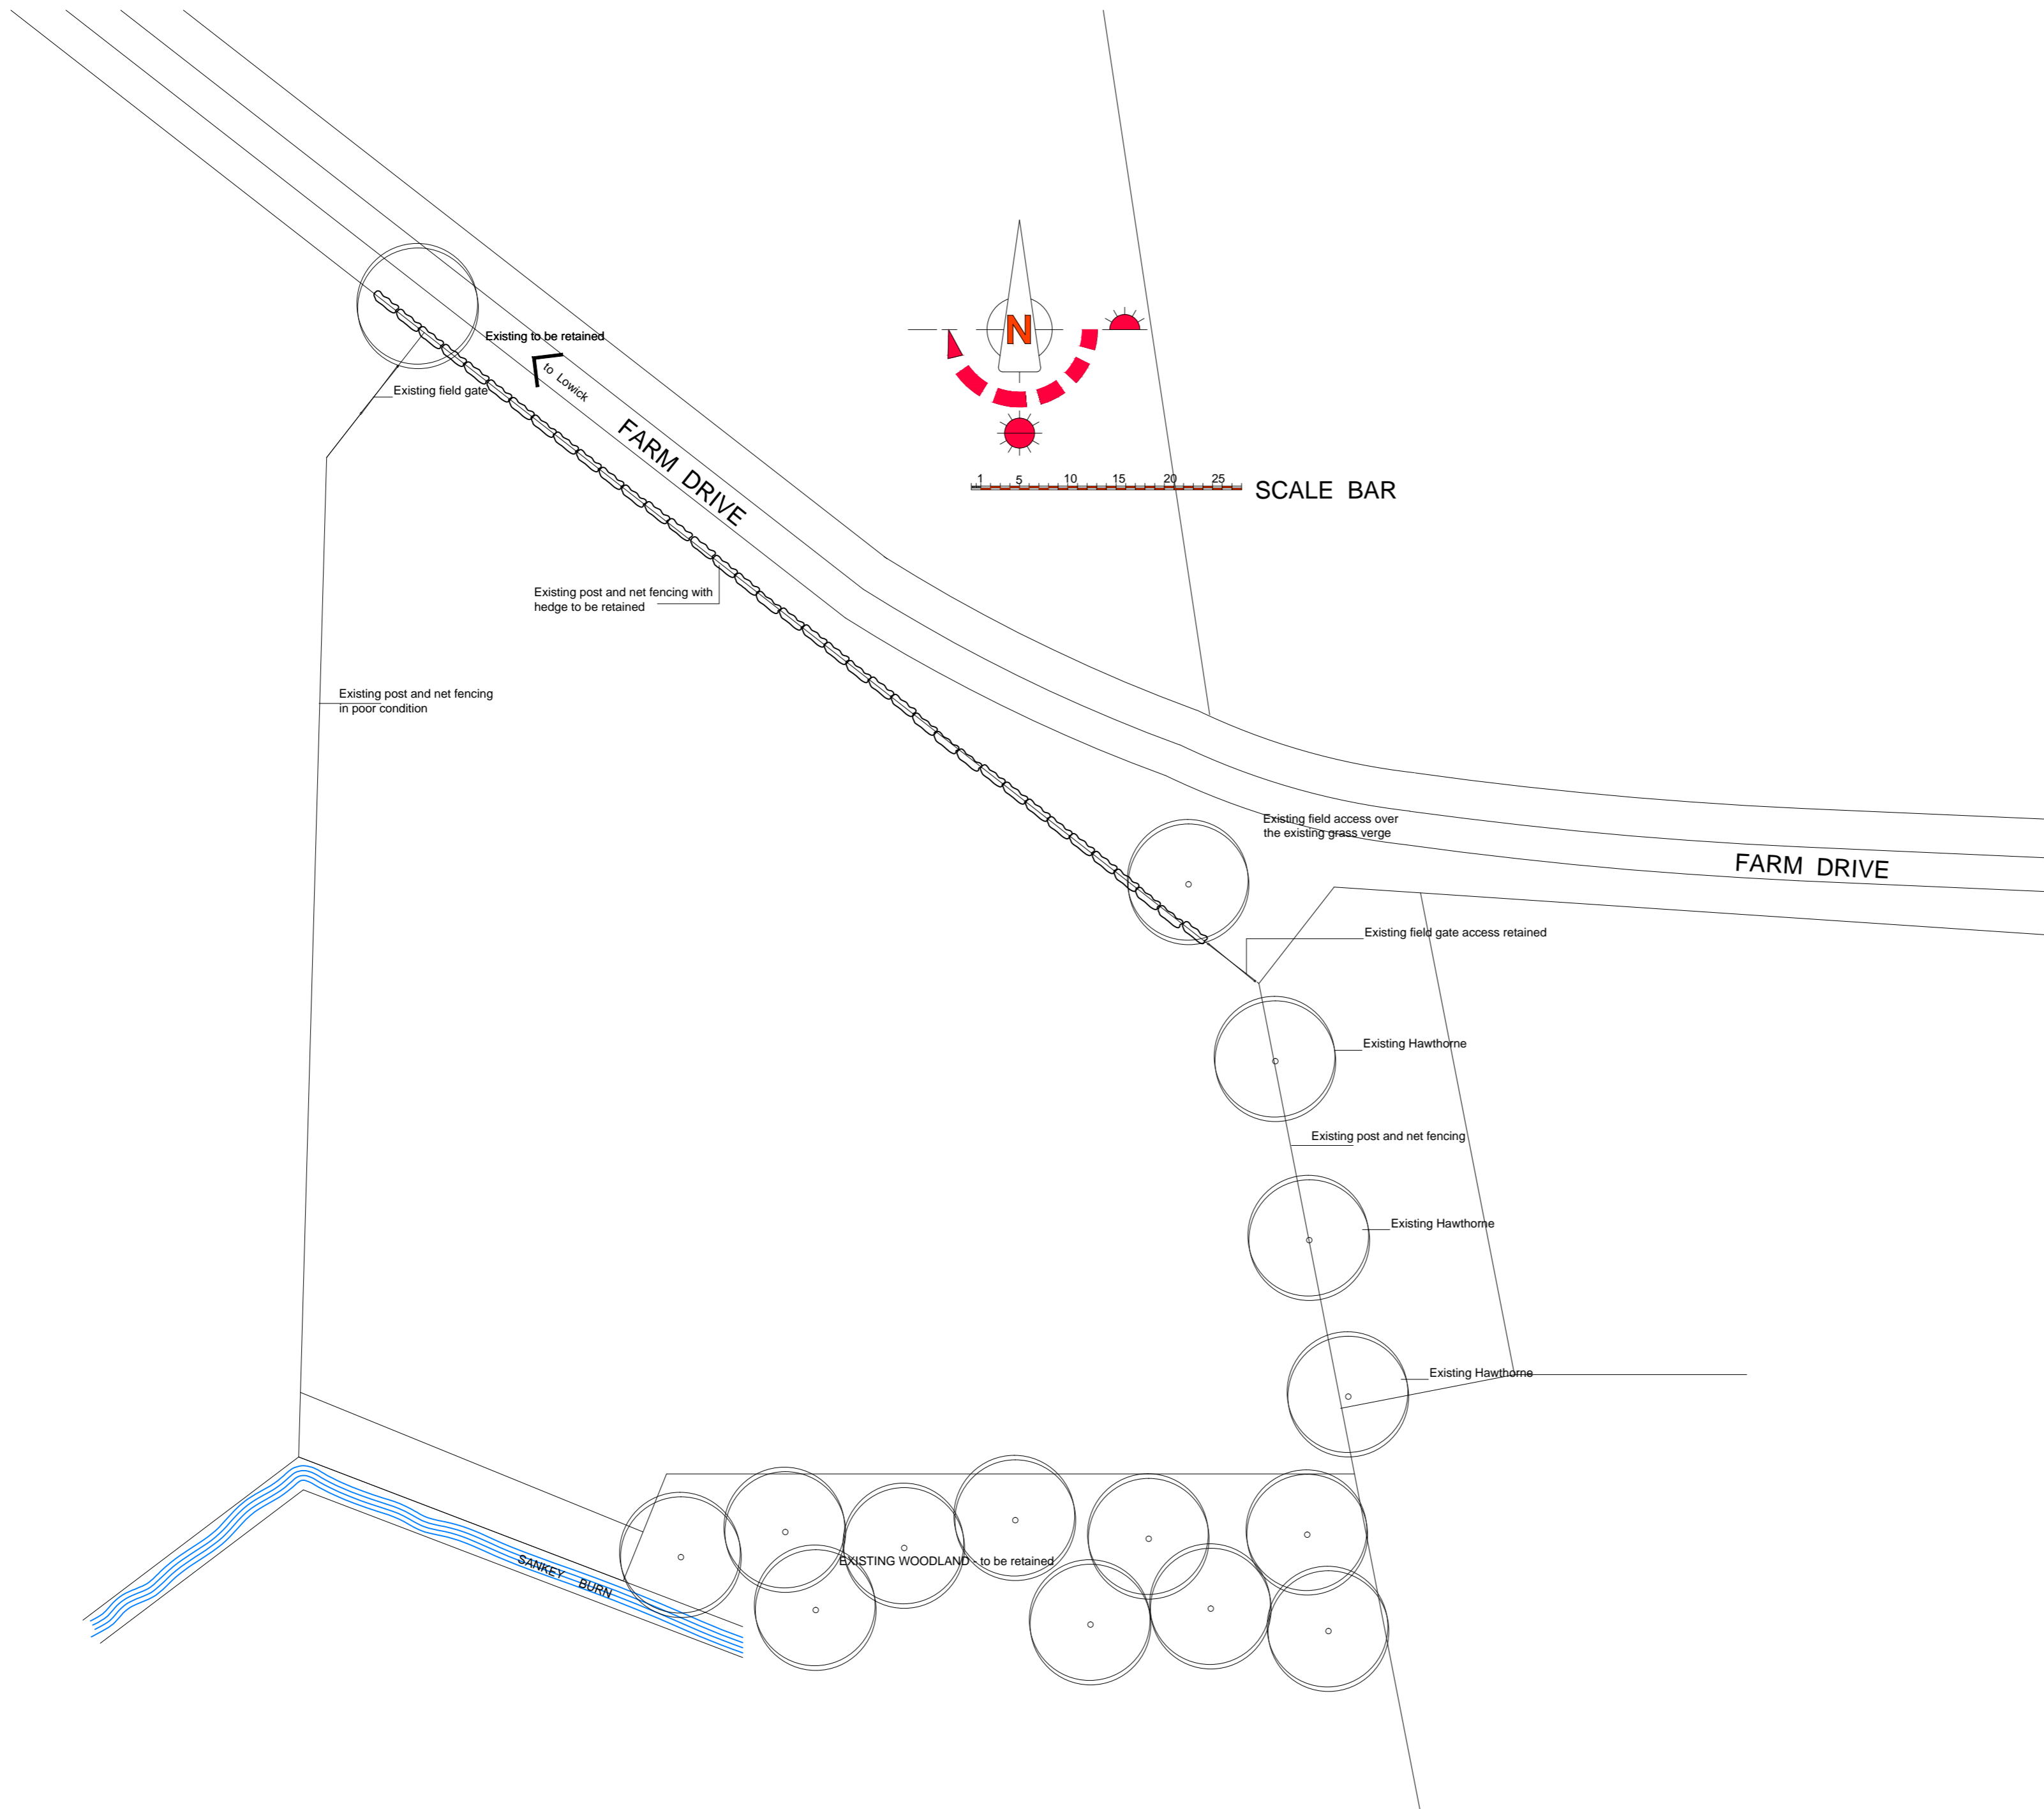 N
Existing to be retained
to Lowick
Existing field gate
FARM DRIVE
1 5 10 15 20 25
SCALE BAR
Existing post and net fencing with
hedge to be retained
Existing post and net fencing
in poor condition
Existing field access over
the existing grass verge
FARM DRIVE
Existing field gate access retained
Existing Hawthorne
Existing post and net fencing
Existing Hawthorne
Existing Hawthorne
EXISTING WOODLAND - to be retained
SANKEY BURN